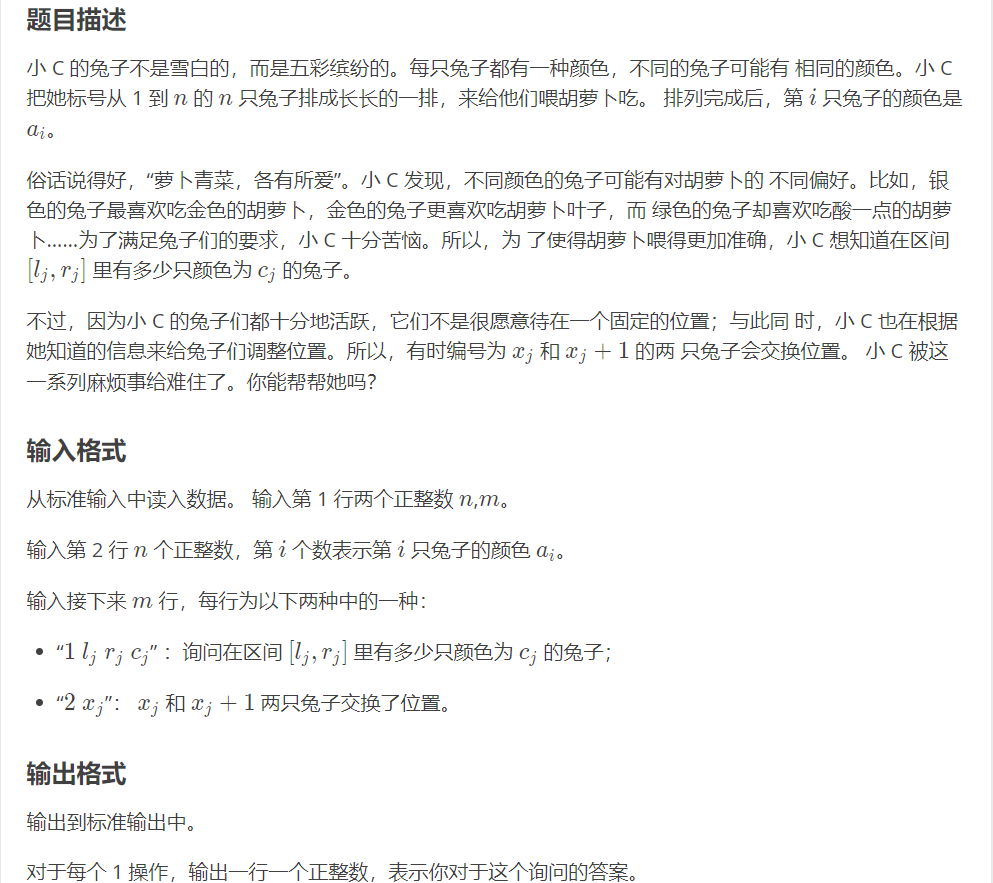 题目描述
小 C 的兔子不是雪白的，而是五彩缤纷的。每只兔子都有一种颜色，不同的兔子可能有 相同的颜色。小 C
把她标号从 1 到 n 的 n 只兔子排成长长的一排，来给他们喂胡萝卜吃。 排列完成后，第 i 只兔子的颜色是
a_i。
俗话说得好，“萝卜青菜，各有所爱”。小 C 发现，不同颜色的兔子可能有对胡萝卜的 不同偏好。比如，银
色的兔子最喜欢吃金色的胡萝卜，金色的兔子更喜欢吃胡萝卜叶子，而 绿色的兔子却喜欢吃酸一点的胡萝
卜……为了满足兔子们的要求，小 C 十分苦恼。所以，为 了使得胡萝卜喂得更加准确，小 C 想知道在区间
[l_j, r_j] 里有多少只颜色为 c_j 的兔子。
不过，因为小 C 的兔子们都十分地活跃，它们不是很愿意待在一个固定的位置；与此同 时，小 C 也在根据
她知道的信息来给兔子们调整位置。所以，有时编号为 x_j 和 x_j + 1 的两 只兔子会交换位置。 小 C 被这
一系列麻烦事给难住了。你能帮帮她吗？
输入格式
从标准输入中读入数据。 输入第 1 行两个正整数 n,m。
输入第 2 行 n 个正整数，第 i 个数表示第 i 只兔子的颜色 a_i。
输入接下来 m 行，每行为以下两种中的一种：
• “1 l_j r_j c_j” ：询问在区间 [l_j, r_j] 里有多少只颜色为 c_j 的兔子；
• “2 x_j”： x_j 和 x_j + 1 两只兔子交换了位置。
输出格式
输出到标准输出中。
对于每个 1 操作，输出一行一个正整数，表示你对于这个询问的答案。